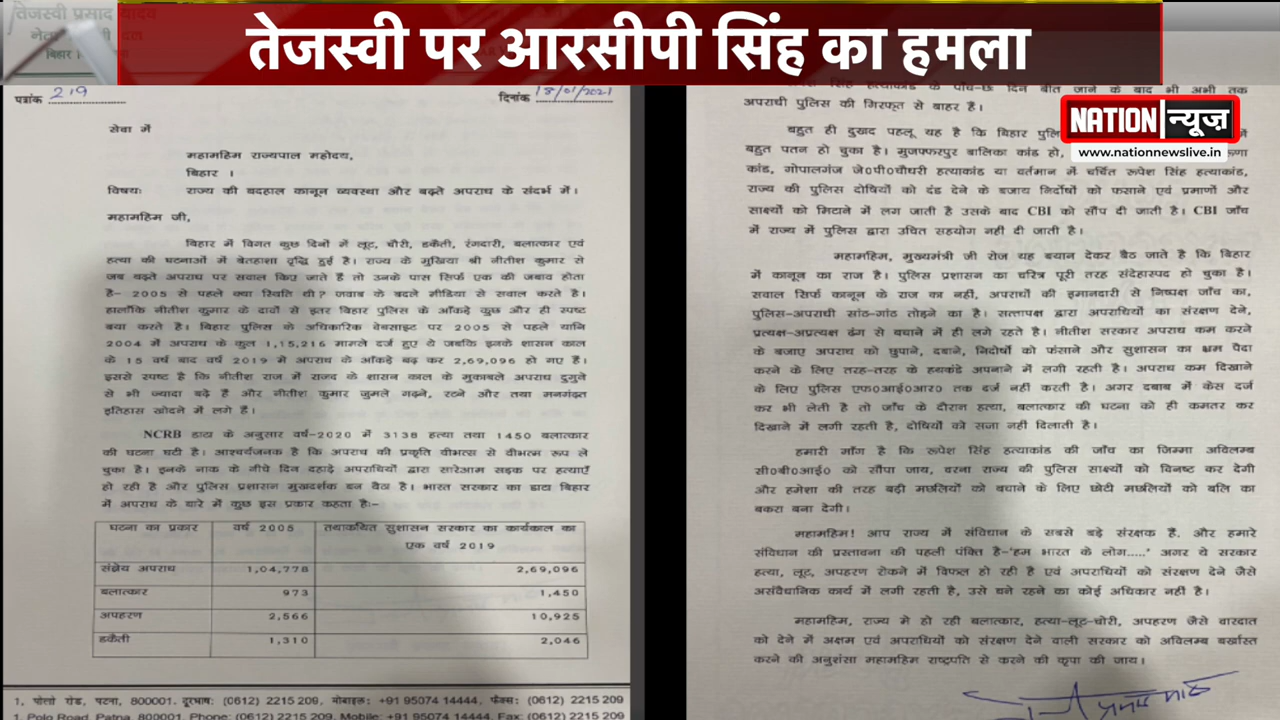 तेजस्वी पर आरसीपी सिंह का हमला
NATION न्यूज़
www.nationnewslive.in
तेजस्वी प्रसाद यादव
पत्रांक 219
दिनांक 18/01/2021
सेवा में
महामहिम राज्यपाल महोदय,
बिहार ।
विषयः राज्य की बदहाल कानून व्यवस्था और बढ़ते अपराध के संदर्भ में।
महामहिम जी,
बिहार में विगत कुछ दिनों में लूट, चौरी, डकैती, रंगदारी, बलात्कार एवं
हत्या की घटनाओं में बेतहाशा वृद्धि हुई है। राज्य के मुखिया श्री नीतीश कुमार से
जब बढ़ते अपराध पर सवाल किए जाते हैं तो उनके पास सिर्फ एक की जबाव होता
है- 2005 से पहले क्या स्थिति थी? जवाब के बदले मीडिया से सवाल करते है।
हालाँकि नीतीश कुमार के दावों से इतर बिहार पुलिस के आँकड़े कुछ और ही स्पष्ट
बया करते है। बिहार पुलिस के अधिकारिक वेबसाइट पर 2005 से पहले यानि
2004 में अपराध के कुल 1,15,216 मामले दर्ज हुए थे जबकि इनके शासन काल
के 15 वर्ष बाद वर्ष 2019 में अपराध के आँकड़े बढ़ कर 2,69,096 हो गए हैं।
इससे स्पष्ट है कि नीतीश राज में राजद के शासन काल के मुकाबले अपराध दुगुने
से भी ज्यादा बढ़े है और नीतीश कुमार जुमले गढ़ने, रटने और तथा मनगढ़ंत
इतिहास खोदने में लगे हैं।
NCRB डाटा के अनुसार वर्ष-2020 में 3138 हत्या तथा 1450 बलात्कार
की घटना घटी है। आश्चर्यजनक है कि अपराध की प्रकृति वीभत्स से वीभत्म रूप ले
चुका है। इनके नाक के नीचे दिन दहाड़े अपराधियों द्वारा सारेआम सड़क पर हत्याएँ
हो रही है और पुलिस प्रशासन मुखदर्शक बन बैठा है। भारत सरकार का डाटा बिहार
में अपराध के बारे में कुछ इस प्रकार कहता हैः-
घटना का प्रकार वर्ष 2005 तथाकथित सुशासन सरकार का कार्यकाल का
एक वर्ष 2019
संज्ञेय अपराध 1,04,778 2,69,096
बलात्कार 973 1,450
अपहरण 2,566 10,925
डकैती 1,310 2,046
1, पोलो रोड, पटना, 800001. दूरभाषः (0612) 2215 209, मोबाइलः +91 95074 14444, फैक्सः (0612) 2215 209
1, Polo Road, Patna, 800001, Phone: (0612) 2215 209, Mobile: +91 95074 14444, Fax: (0612) 2215 209
सिंह हत्याकांड के पाँच-छः दिन बीत जाने के बाद भी अभी तक
अपराधी पुलिस की गिरफ्त से बाहर है।
बहुत ही दुखद पहलू यह है कि बिहार
बहुत पतन हो चुका है। मुजफ्फरपुर बालिका कांड हो,
कांड, गोपालगंज जे०पी०चौधरी हत्याकांड या वर्तमान में चर्चित रूपेश सिंह हत्याकांड,
राज्य की पुलिस दोषियों को दंड देने के बजाय निर्दोषों को फसाने एवं प्रमाणों और
साक्ष्यों को मिटाने में लग जाती है उसके बाद CBI को सौंप दी जाती है। CBI जाँच
में राज्य में पुलिस द्वारा उचित सहयोग नही दी जाती है।
महामहिम, मुख्यमंत्री जी रोज यह बयान देकर बैठ जाते है कि बिहार
में कानून का राज है। पुलिस प्रशासन का चरित्र पूरी तरह संदेहास्पद हो चुका है।
सवाल सिर्फ कानून के राज का नहीं, अपराधों की इमानदारी से निष्पक्ष जाँच का,
पुलिस-अपराधी सांठ-गांठ तोड़ने का है। सत्तापक्ष द्वारा अपराधियों का संरक्षण देने,
प्रत्यक्ष-अप्रत्यक्ष ढंग से बचाने में ही लगे रहते है। नीतीश सरकार अपराध कम करने
के बजाए अपराध को छुपाने, दबाने, निर्दोषों को फंसाने और सुशासन का भ्रम पैदा
करने के लिए तरह-तरह के हथकंडे अपनाने में लगी रहती है। अपराध कम दिखाने
के लिए पुलिस एफ०आई०आर० तक दर्ज नहीं करती है। अगर दबाब में केस दर्ज
कर भी लेती है तो जाँच के दौरान हत्या, बलात्कार की घटना को ही कमतर कर
दिखाने में लगी रहती है, दोषियों को सजा नहीं दिलाती है।
हमारी माँग है कि रूपेश सिंह हत्याकांड की जाँच का जिम्मा अविलम्ब
सी०बी०आई० को सौपा जाय, वरना राज्य की पुलिस साक्ष्यों को विनष्ट कर देगी
और हमेशा की तरह बढ़ी मछलियों को बचाने के लिए छोटी मछलियों को बलि का
बकरा बना देगी।
महामहिम! आप राज्य में संविधान के सबसे बड़े संरक्षक हैं. और हमारे
संविधान की प्रस्तावना की पहली पंक्ति है-'हम भारत के लोग.....' अगर ये सरकार
हत्या, लूट, अपहरण रोकने में विफल हो रही है एवं अपराधियों को संरक्षण देने जैसे
असंवैधानिक कार्य में लगी रहती है, उसे बने रहने का कोई अधिकार नही है।
महामहिम, राज्य मे हो रही बलात्कार, हत्या-लूट-चोरी, अपहरण जैसे वारदात
को देने में अक्षम एवं अपराधियों को संरक्षण देने वाली सरकार को अविलम्ब बर्खास्त
करने की अनुशंसा महामहिम राष्ट्रपति से करने की कृपा की जाय।